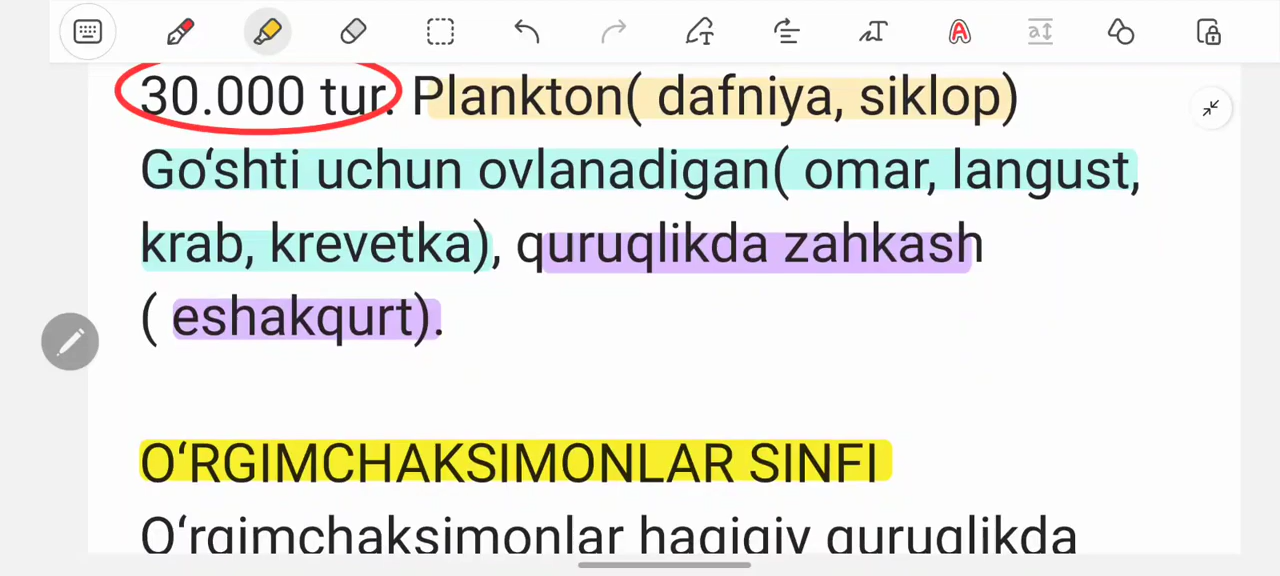 30.000 tur. Plankton( dafniya, siklop)
Go‘shti uchun ovlanadigan( omar, langust,
krab, krevetka), quruqlikda zahkash
( eshakqurt).
O‘RGIMCHAKSIMONLAR SINFI
O‘rgimchaksimonlar haqiqiy quruqlikda